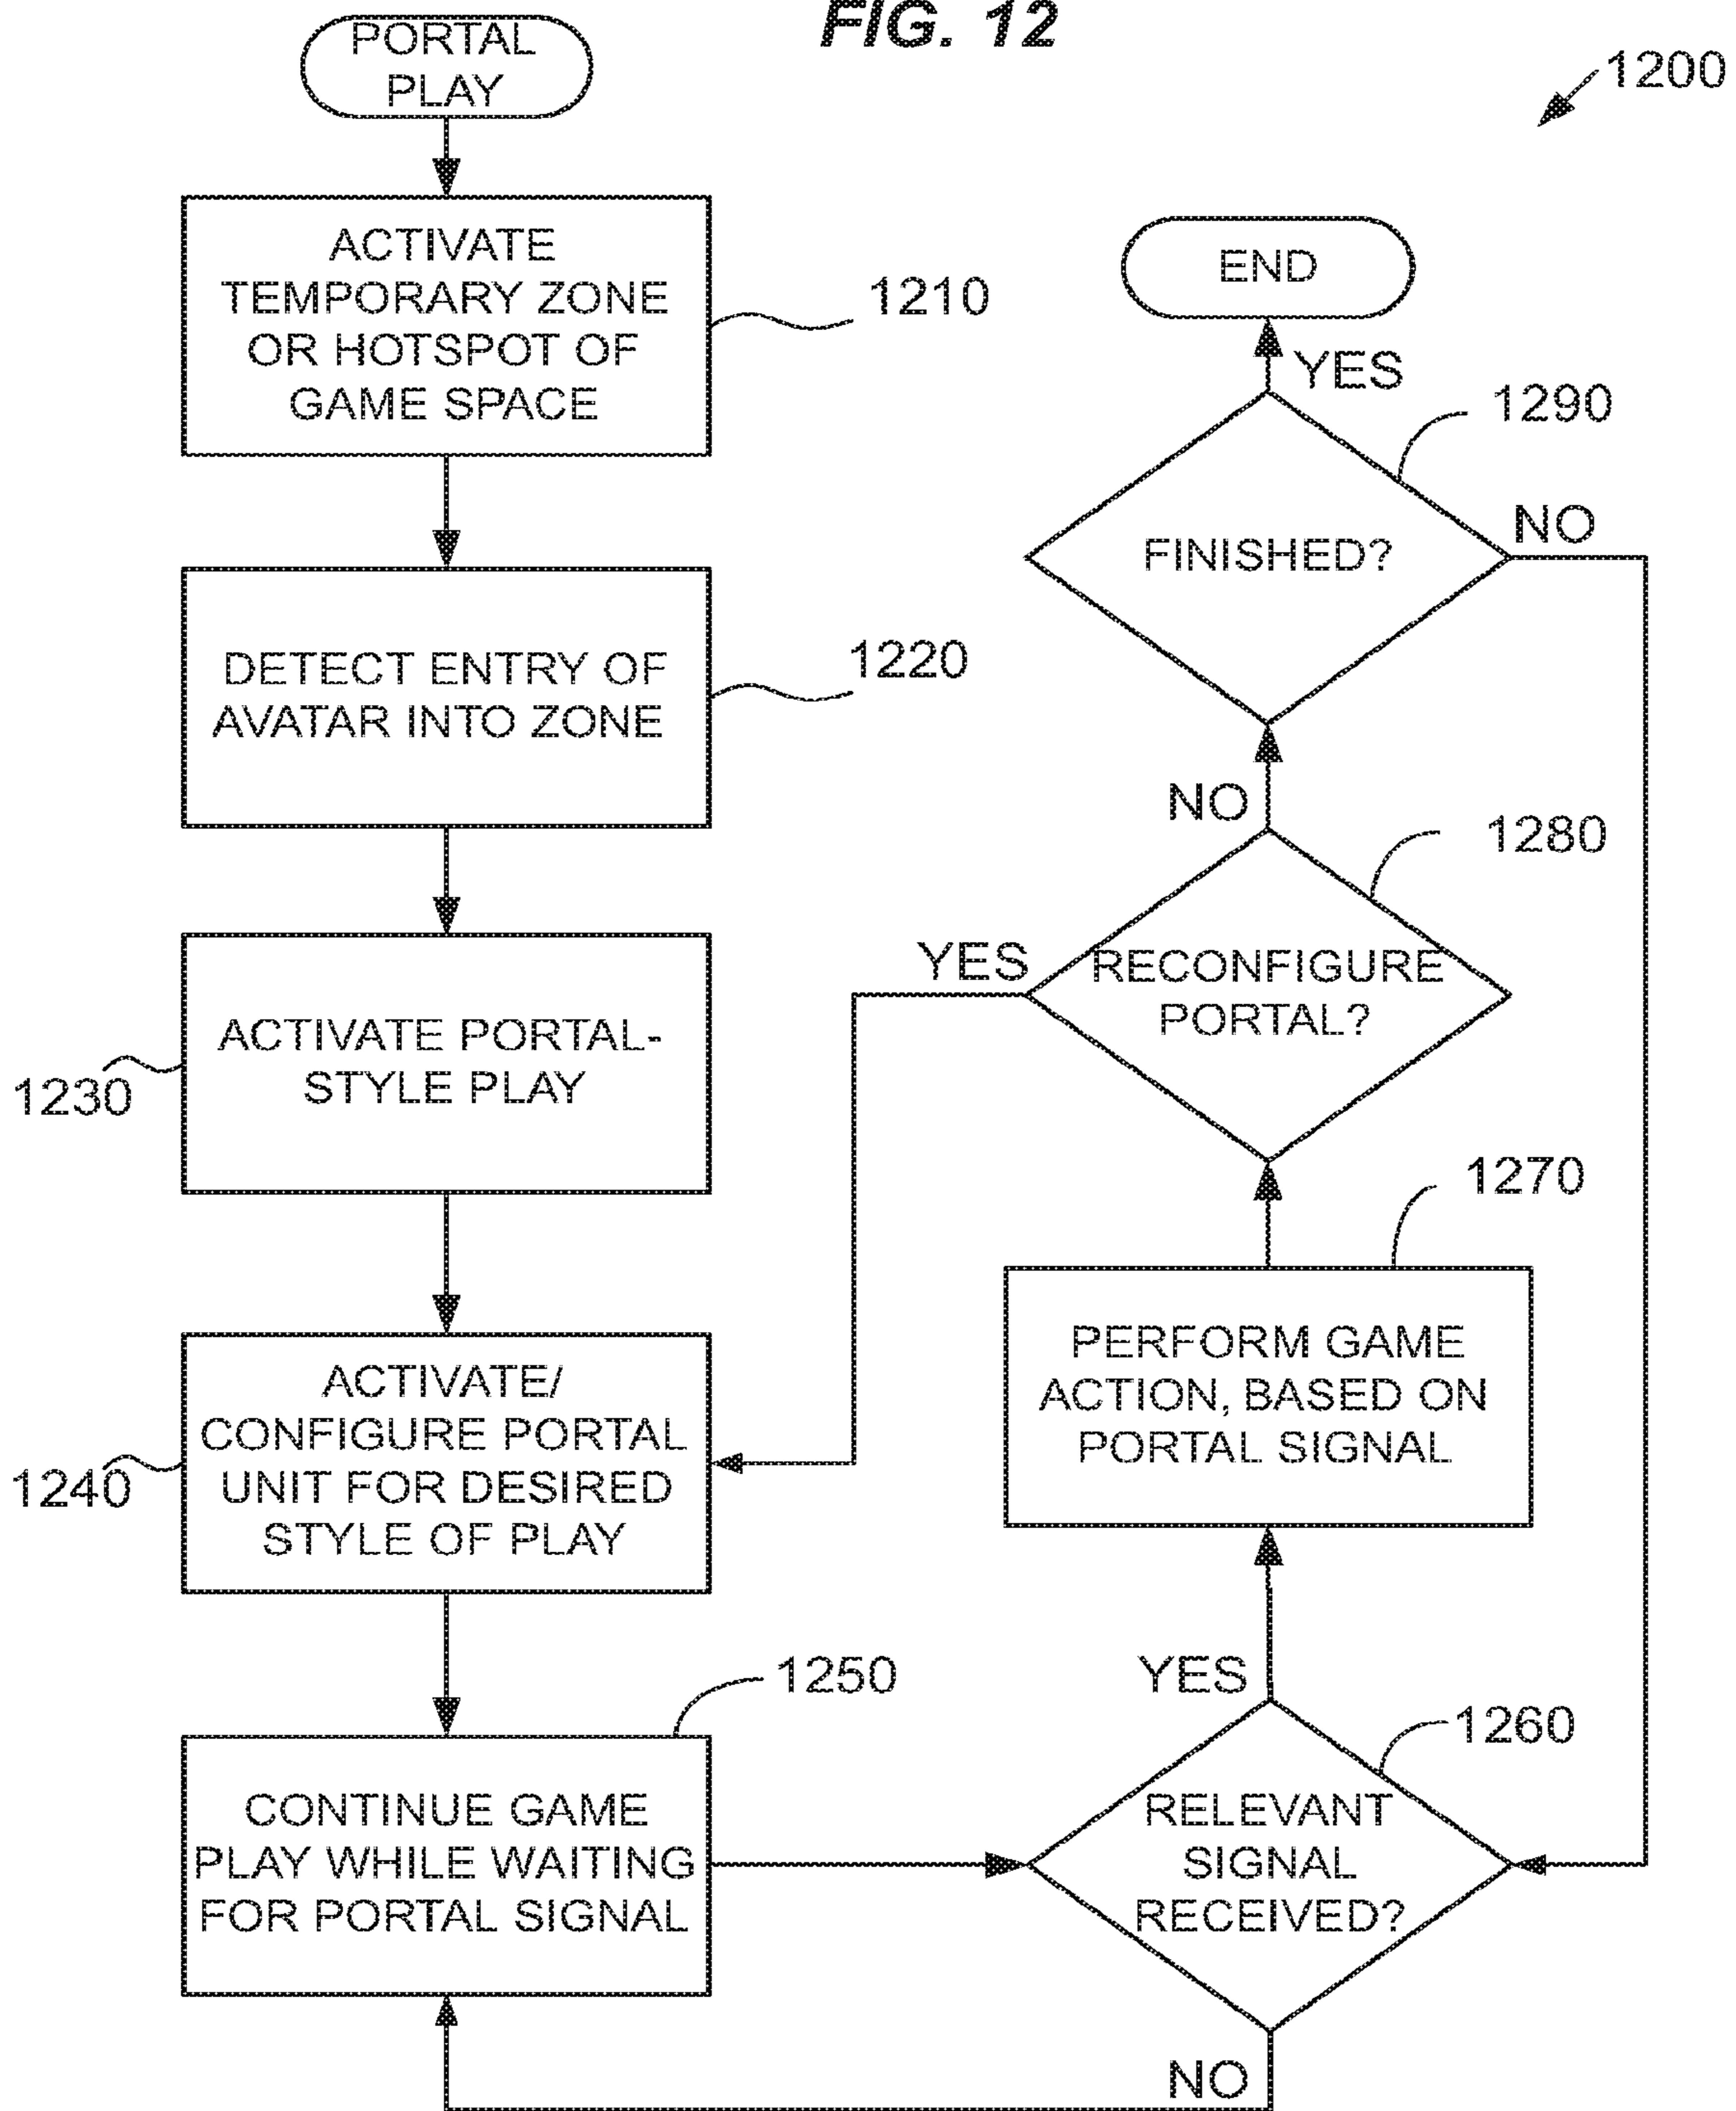 FIG. 12
1200
PORTAL
PLAY
ACTIVATE
TEMPORARY ZONE
OR HOTSPOT OF
GAME SPACE
1210
DETECT ENTRY OF
AVATAR INTO ZONE
1220
ACTIVATE PORTAL-
STYLE PLAY
1230
ACTIVATE/
CONFIGURE PORTAL
UNIT FOR DESIRED
STYLE OF PLAY
1240
CONTINUE GAME
PLAY WHILE WAITING
FOR PORTAL SIGNAL
1250
RELEVANT
SIGNAL
RECEIVED?
1260
NO
YES
PERFORM GAME
ACTION, BASED ON
PORTAL SIGNAL
1270
RECONFIGURE
PORTAL?
1280
YES
NO
FINISHED?
1290
NO
YES
END